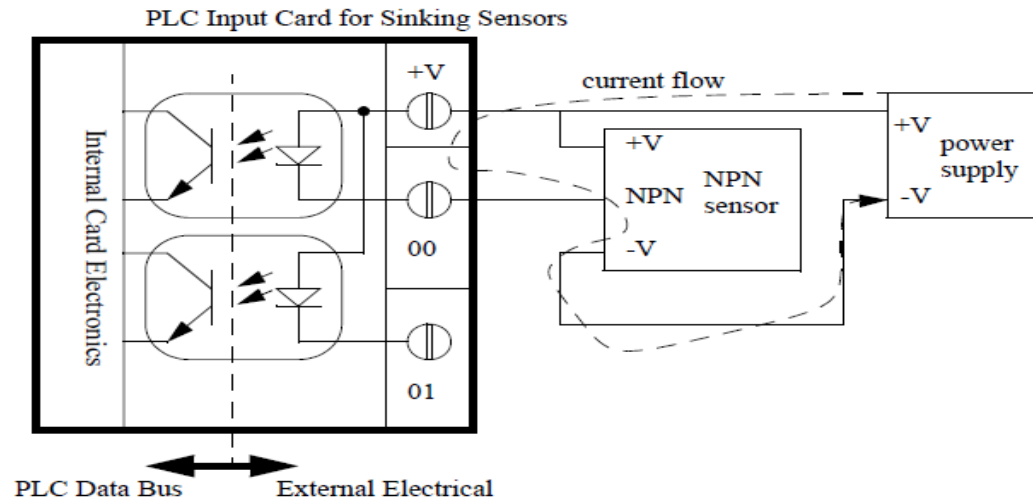 PLC Input Card for Sinking Sensors
+V
current flow
Internal Card Electronics
+V
NPN
NPN
sensor
-V
+V
power
supply
-V
00
01
PLC Data Bus
External Electrical